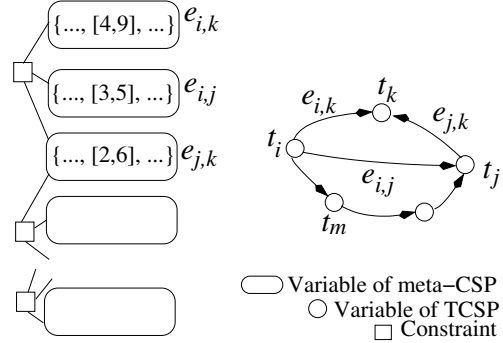 {..., [4,9], ...} e_{i,k}
{..., [3,5], ...} e_{i,j}
{..., [2,6], ...} e_{j,k}
e_{i,k}
t_k
e_{j,k}
t_i
e_{i,j}
t_j
t_m
Variable of meta−CSP
Variable of TCSP
Constraint